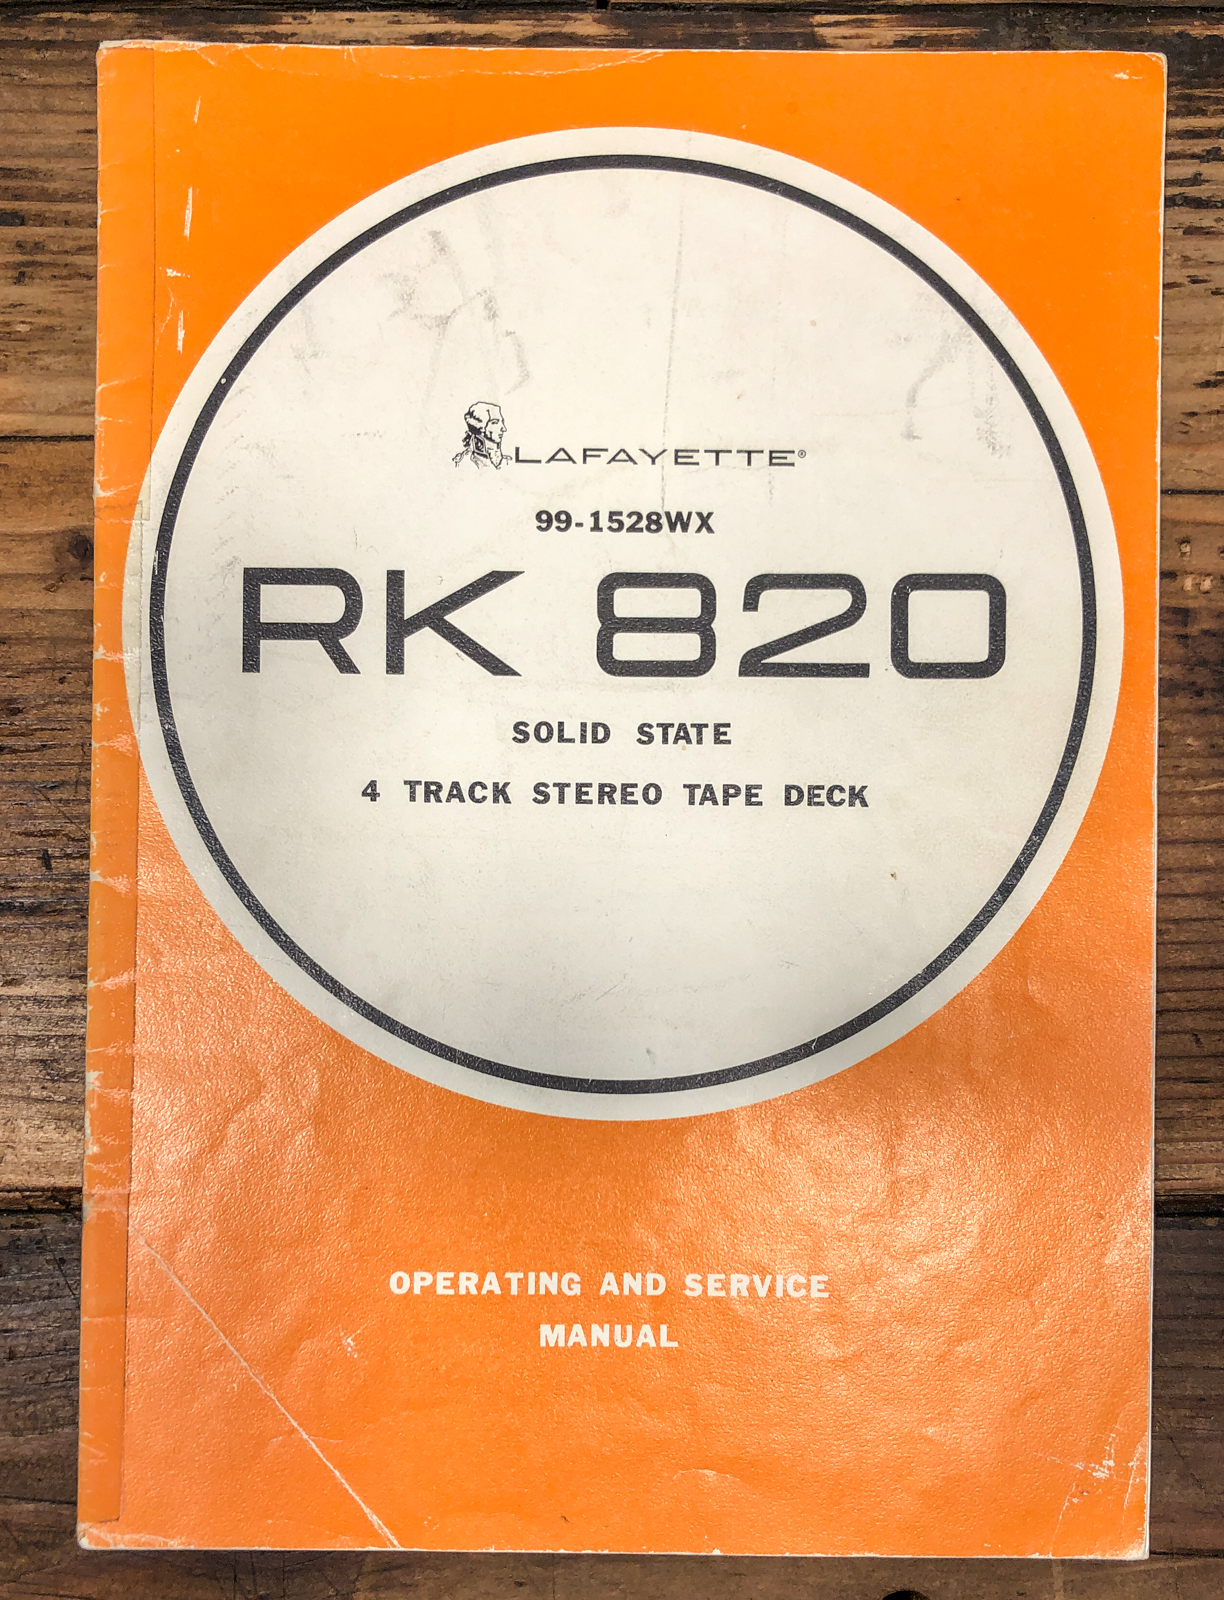 LAFAYETTE®
99-1528WX
RK 820
SOLID STATE
4 TRACK STEREO TAPE DECK
OPERATING AND SERVICE
MANUAL